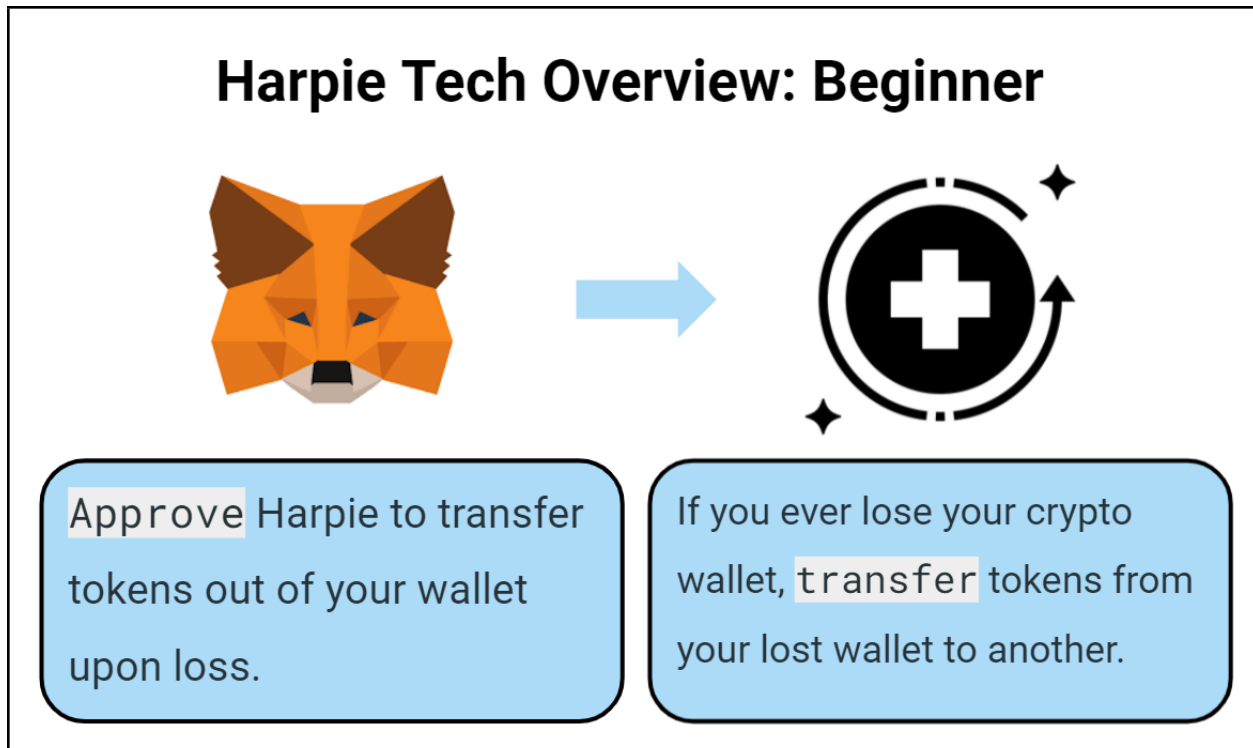 Harpie Tech Overview: Beginner
Approve Harpie to transfer
tokens out of your wallet
upon loss.
If you ever lose your crypto
wallet, transfer tokens from
your lost wallet to another.